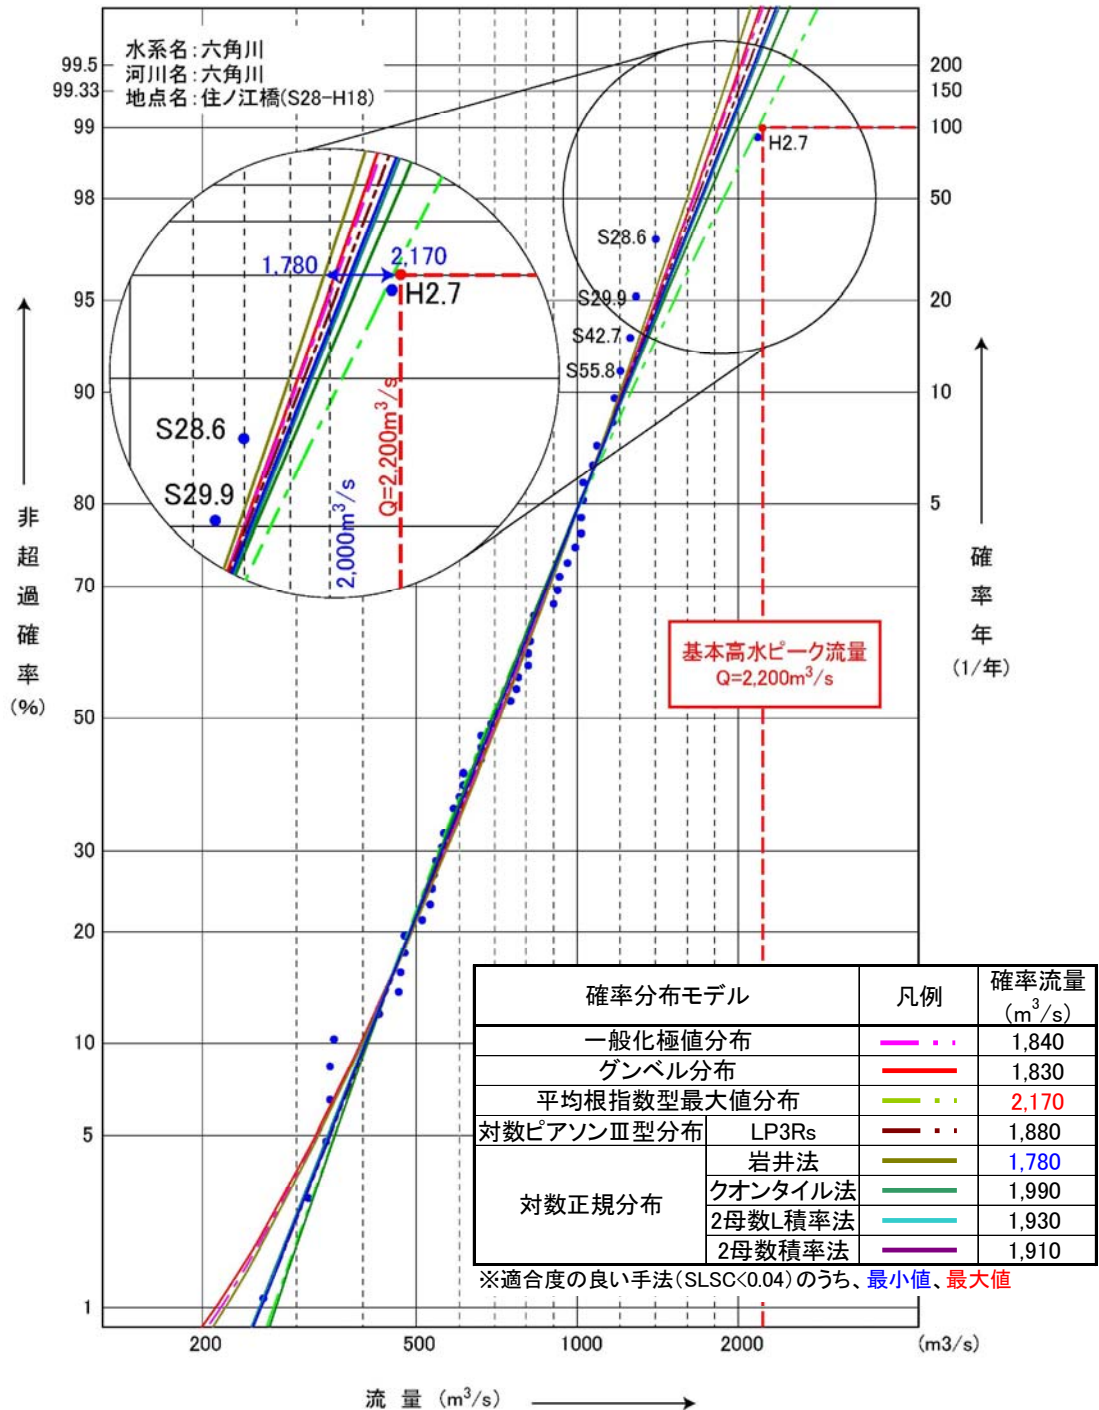 水系名：六角川
河川名：六角川
地点名：住ノ江橋(S28-H18)
99.5
99.33
99
98
95
90
80
70
50
30
20
10
5
1
200
150
100
50
20
10
5
非超過確率(%)
確率年(1/年)
H2.7
S28.6
S29.9
S42.7
S55.8
1,780
2,170
H2.7
S28.6
S29.9
2,000m³/s
Q=2,200m³/s
基本高水ピーク流量
Q=2,200m³/s
確率分布モデル 凡例 確率流量(m³/s)
一般化極値分布 1,840
グンベル分布 1,830
平均根指数型最大値分布 2,170
対数ピアソンⅢ型分布 LP3Rs 1,880
対数正規分布 岩井法 1,780
クオンタイル法 1,990
2母数L積率法 1,930
2母数積率法 1,910
※適合度の良い手法(SLSC<0.04)のうち、最小値、最大値
200 500 1000 2000 (m3/s)
流量 (m³/s)